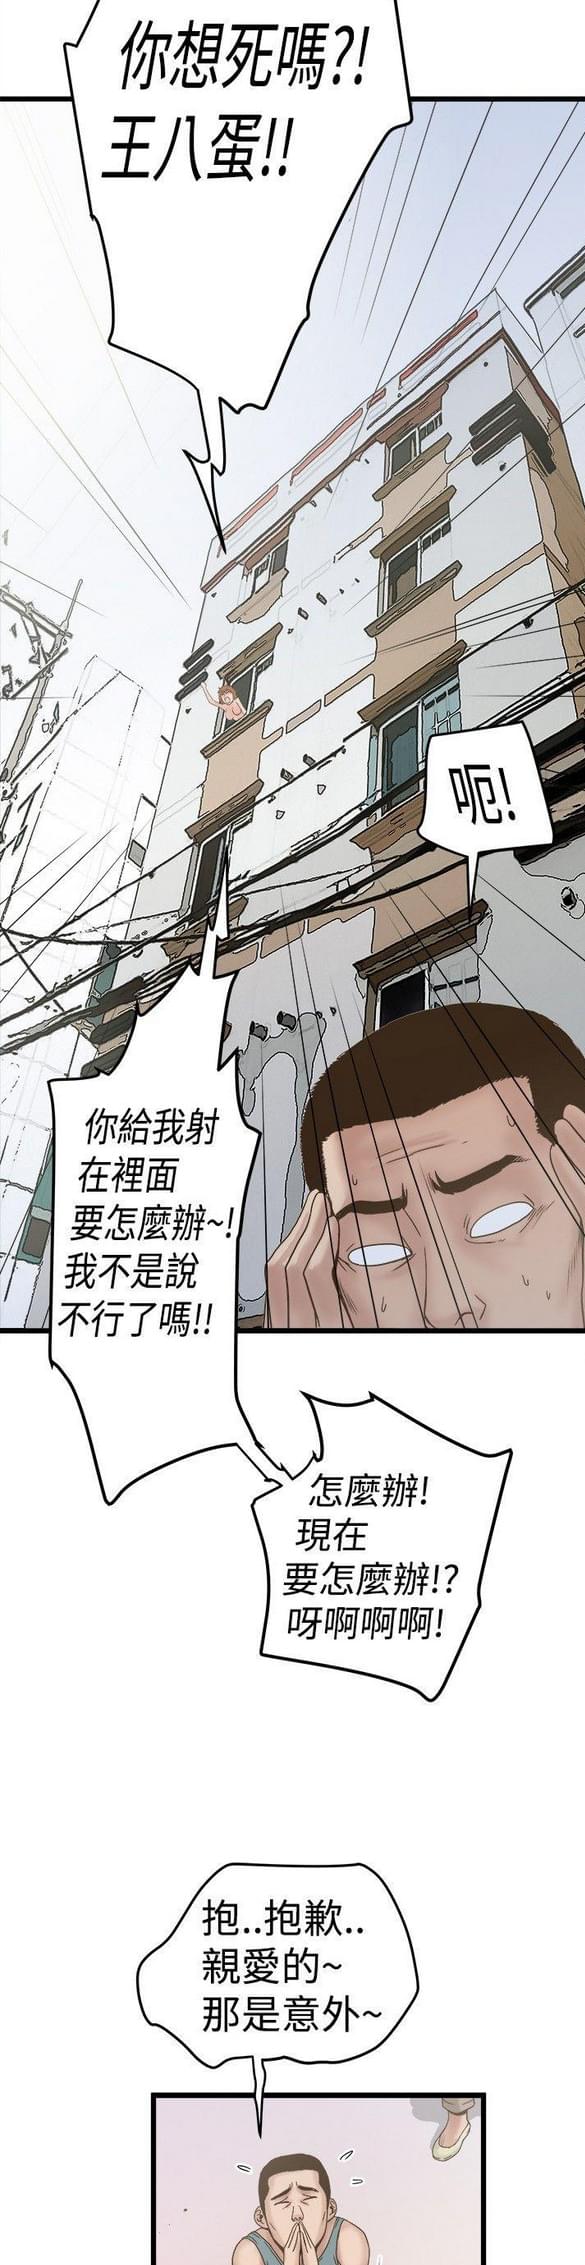 你想死嗎?!
王八蛋!!
呃!
你給我射
在裡面
要怎麼辦~!
我不是說
不行了嗎!!
怎麼辦!
現在
要怎麼辦!?
呀啊啊啊!
抱..抱歉..
親愛的~
那是意外~